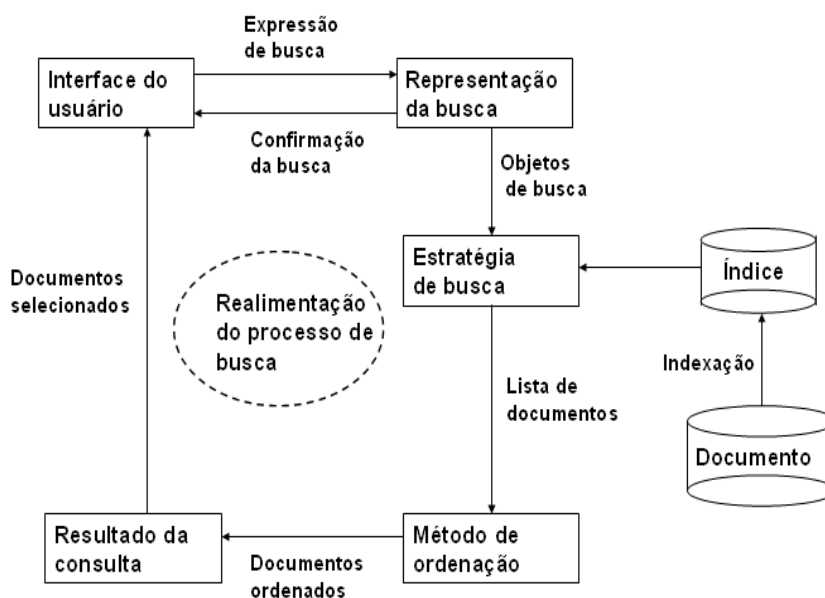 Expressão
de busca
Interface do
usuário
Representação
da busca
Confirmação
da busca
Objetos
de busca
Estratégia
de busca
Índice
Documentos
selecionados
Realimentação
do processo de
busca
Indexação
Lista de
documentos
Documento
Resultado da
consulta
Documentos
ordenados
Método de
ordenação